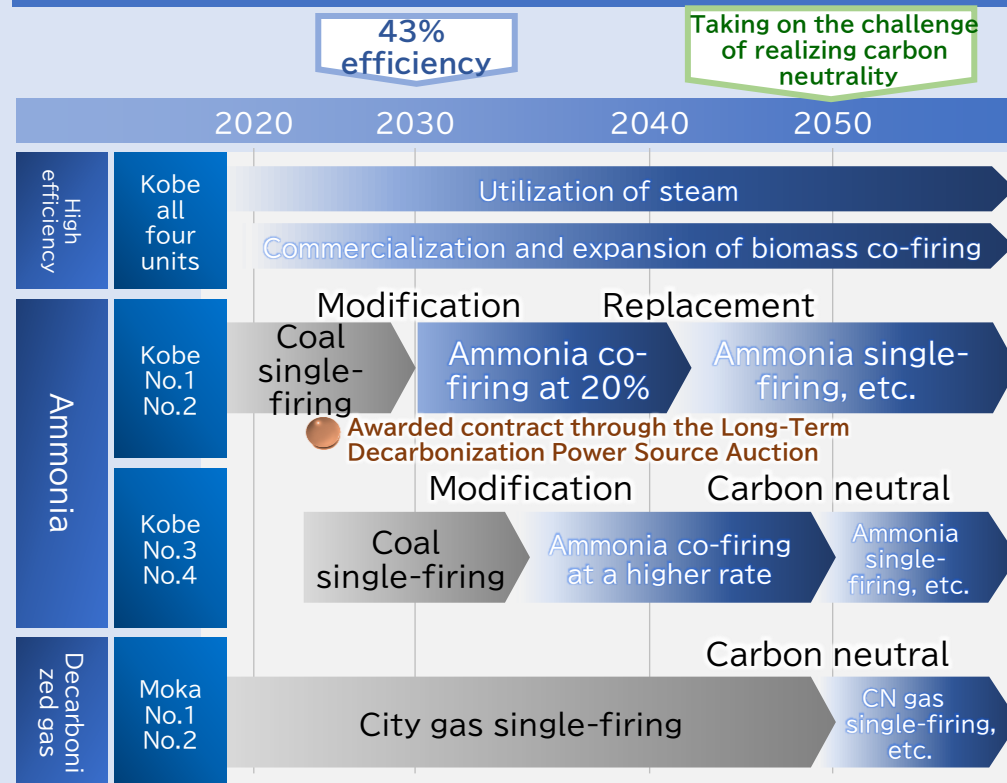 43%
efficiency
Taking on the challenge
of realizing carbon
neutrality
2020
2030
2040
2050
High
efficiency
Kobe
all
four
units
Utilization of steam
Commercialization and expansion of biomass co-firing
Ammonia
Kobe
No.1
No.2
Modification
Replacement
Coal
single-
firing
Ammonia co-
firing at 20%
Ammonia single-
firing, etc.
Awarded contract through the Long-Term
Decarbonization Power Source Auction
Kobe
No.3
No.4
Modification
Carbon neutral
Coal
single-firing
Ammonia co-firing
at a higher rate
Ammonia
single-
firing, etc.
Decarboni
zed gas
Moka
No.1
No.2
Carbon neutral
City gas single-firing
CN gas
single-firing,
etc.